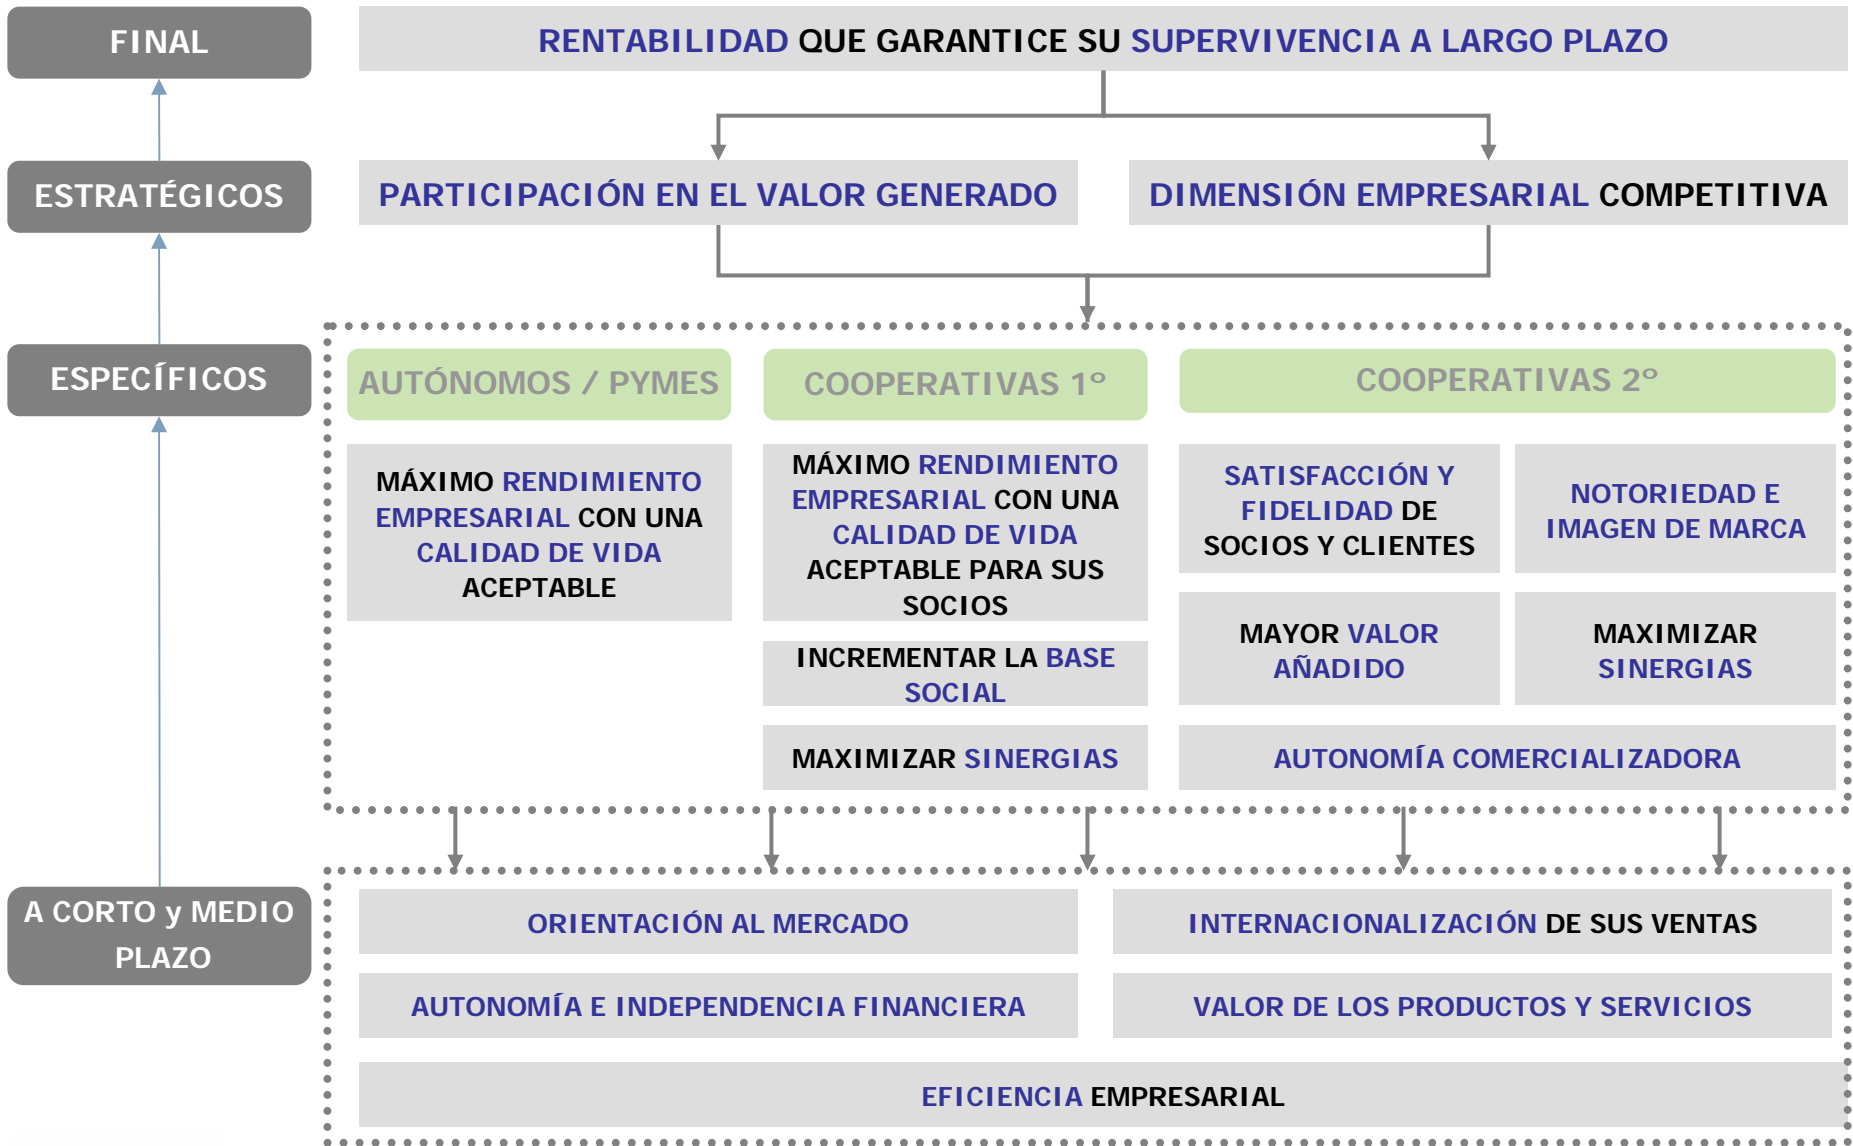 FINAL
RENTABILIDAD QUE GARANTICE SU SUPERVIVENCIA A LARGO PLAZO
ESTRATÉGICOS
PARTICIPACIÓN EN EL VALOR GENERADO
DIMENSIÓN EMPRESARIAL COMPETITIVA
ESPECÍFICOS
AUTÓNOMOS / PYMES
MÁXIMO RENDIMIENTO
EMPRESARIAL CON UNA
CALIDAD DE VIDA
ACEPTABLE
COOPERATIVAS 1º
MÁXIMO RENDIMIENTO
EMPRESARIAL CON UNA
CALIDAD DE VIDA
ACEPTABLE PARA SUS
SOCIOS
INCREMENTAR LA BASE
SOCIAL
MAXIMIZAR SINERGIAS
COOPERATIVAS 2º
SATISFACCIÓN Y
FIDELIDAD DE
SOCIOS Y CLIENTES
NOTORIEDAD E
IMAGEN DE MARCA
MAYOR VALOR
AÑADIDO
MAXIMIZAR
SINERGIAS
AUTONOMÍA COMERCIALIZADORA
A CORTO y MEDIO
PLAZO
ORIENTACIÓN AL MERCADO
INTERNACIONALIZACIÓN DE SUS VENTAS
AUTONOMÍA E INDEPENDENCIA FINANCIERA
VALOR DE LOS PRODUCTOS Y SERVICIOS
EFICIENCIA EMPRESARIAL